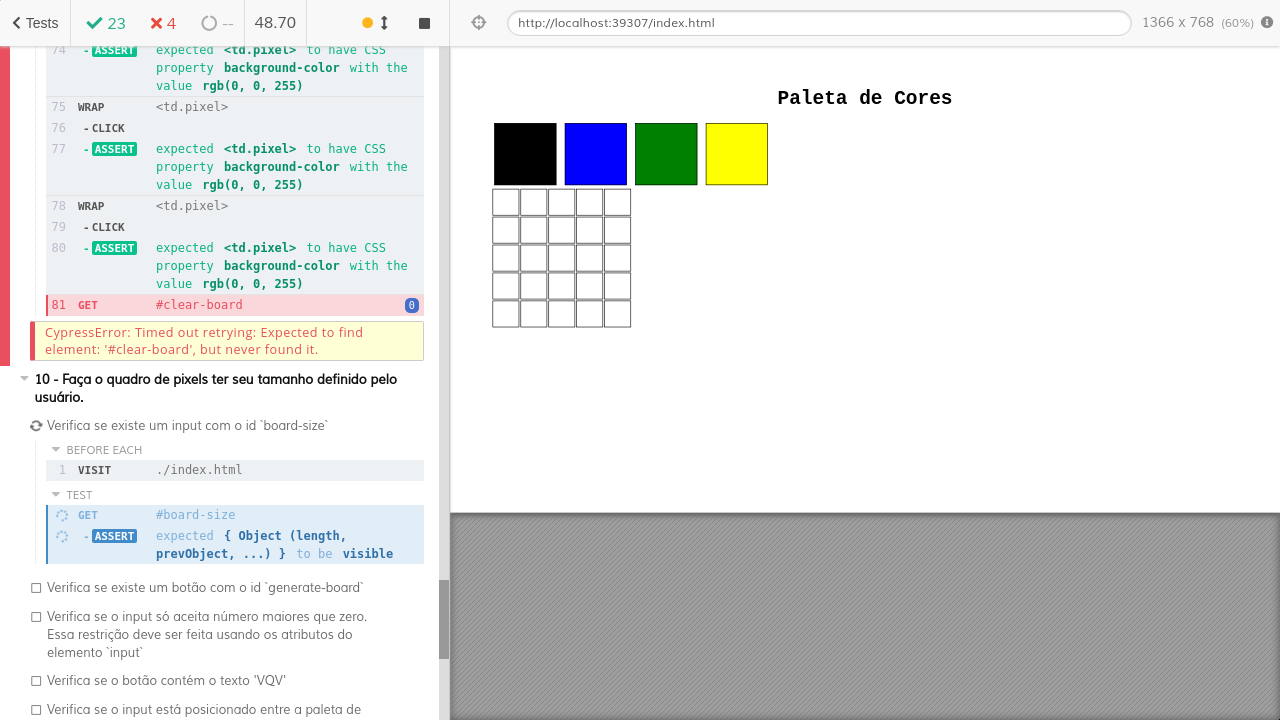 Tests
23
4
--
48.70
http://localhost:39307/index.html
1366 x 768 (60%)
74 - ASSERT expected <td.pixel> to have CSS
property background-color with the
value rgb(0, 0, 255)
75 WRAP <td.pixel>
76 - CLICK
77 - ASSERT expected <td.pixel> to have CSS
property background-color with the
value rgb(0, 0, 255)
78 WRAP <td.pixel>
79 - CLICK
80 - ASSERT expected <td.pixel> to have CSS
property background-color with the
value rgb(0, 0, 255)
81 GET #clear-board 0
CypressError: Timed out retrying: Expected to find
element: '#clear-board', but never found it.
10 - Faça o quadro de pixels ter seu tamanho definido pelo
usuário.
Verifica se existe um input com o id `board-size`
BEFORE EACH
1 VISIT ./index.html
TEST
GET #board-size
- ASSERT expected { Object (length,
prevObject, ...) } to be visible
Verifica se existe um botão com o id `generate-board`
Verifica se o input só aceita número maiores que zero.
Essa restrição deve ser feita usando os atributos do
elemento `input`
Verifica se o botão contém o texto 'VQV'
Verifica se o input está posicionado entre a paleta de
Paleta de Cores